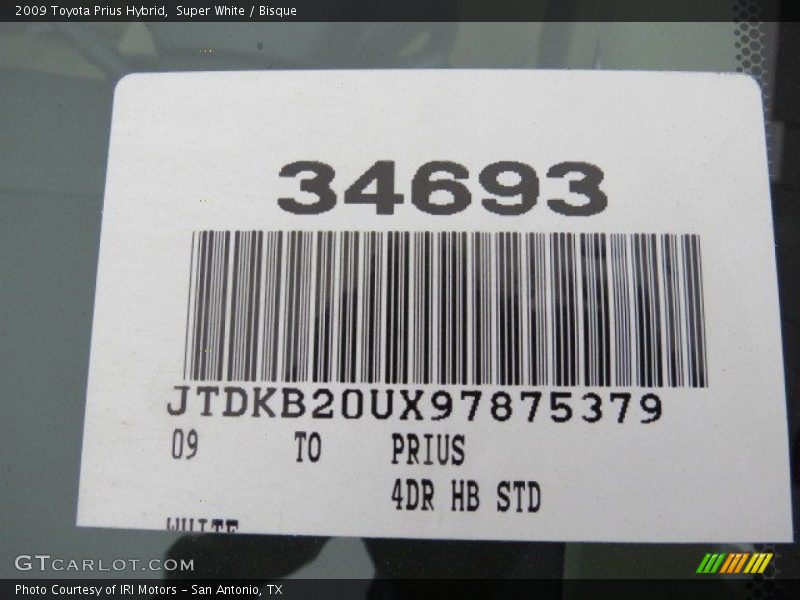 2009 Toyota Prius Hybrid, Super White / Bisque
34693
JTDKB20UX97875379
09 TO PRIUS
4DR HB STD
WHITE
GTCARLOT.COM
Photo Courtesy of IRI Motors – San Antonio, TX